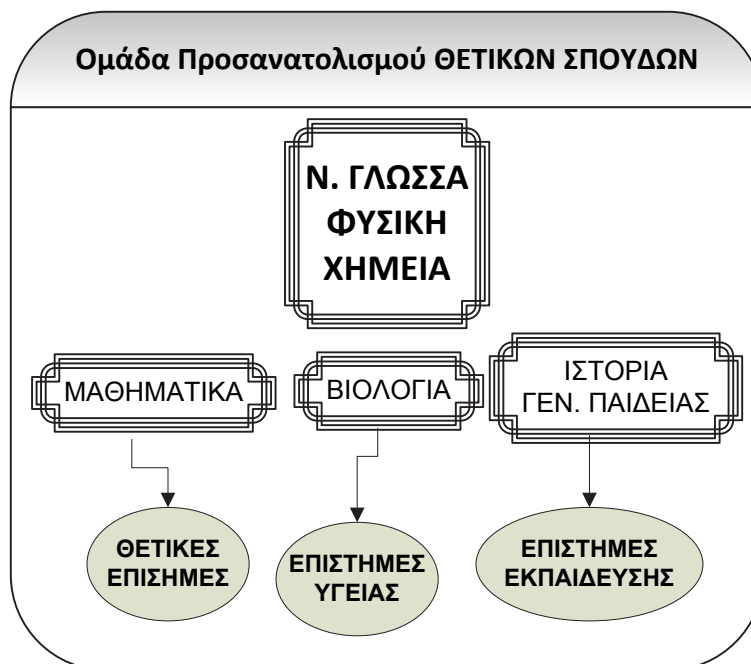 Ομάδα Προσανατολισμού ΘΕΤΙΚΩΝ ΣΠΟΥΔΩΝ
Ν. ΓΛΩΣΣΑ
ΦΥΣΙΚΗ
ΧΗΜΕΙΑ
ΜΑΘΗΜΑΤΙΚΑ
ΒΙΟΛΟΓΙΑ
ΙΣΤΟΡΙΑ
ΓΕΝ. ΠΑΙΔΕΙΑΣ
ΘΕΤΙΚΕΣ
ΕΠΙΣΗΜΕΣ
ΕΠΙΣΤΗΜΕΣ
ΥΓΕΙΑΣ
ΕΠΙΣΤΗΜΕΣ
ΕΚΠΑΙΔΕΥΣΗΣ